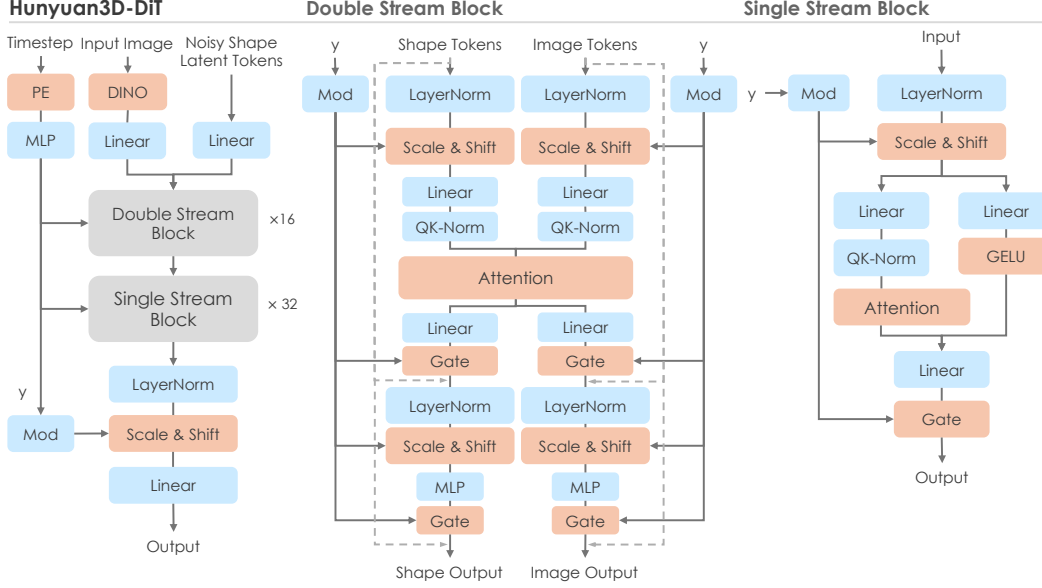 Hunyuan3D-DiT
Timestep
Input Image
Noisy Shape
Latent Tokens
PE
DINO
MLP
Linear
Linear
Double Stream
Block
×16
Single Stream
Block
× 32
LayerNorm
y
Mod
Scale & Shift
Linear
Output
Double Stream Block
y
Shape Tokens
Image Tokens
y
Mod
LayerNorm
LayerNorm
Mod
Scale & Shift
Scale & Shift
Linear
Linear
QK-Norm
QK-Norm
Attention
Linear
Linear
Gate
Gate
LayerNorm
LayerNorm
Scale & Shift
Scale & Shift
MLP
MLP
Gate
Gate
Shape Output
Image Output
Single Stream Block
Input
y
Mod
LayerNorm
Scale & Shift
Linear
Linear
QK-Norm
GELU
Attention
Linear
Gate
Output